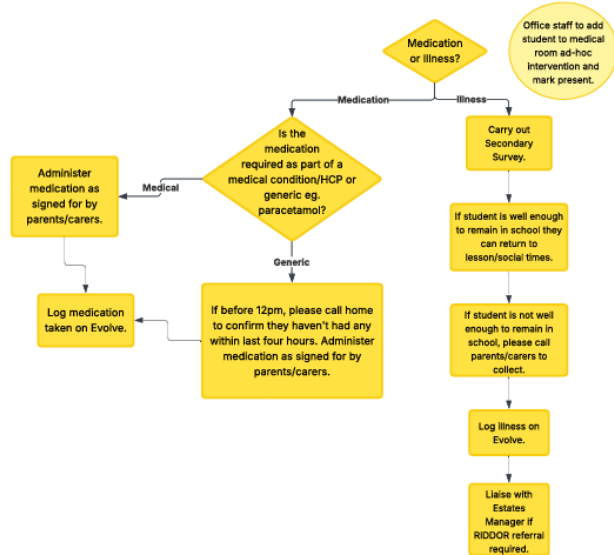 Medication
or Illness?
Office staff to add
student to medical
room ad-hoc
intervention and
mark present.
Medication
Illness
Is the
medication
required as part of a
medical condition/HCP or
generic eg.
paracetamol?
Carry out
Secondary
Survey.
Administer
medication as
signed for by
parents/carers.
Medical
If student is well enough
to remain in school they
can return to
lesson/social times.
Generic
Log medication
taken on Evolve.
If before 12pm, please call home
to confirm they haven't had any
within last four hours. Administer
medication as signed for by
parents/carers.
If student is not well
enough to remain in
school, please call
parents/carers to
collect.
Log illness on
Evolve.
Liaise with
Estates
Manager if
RIDDOR referral
required.